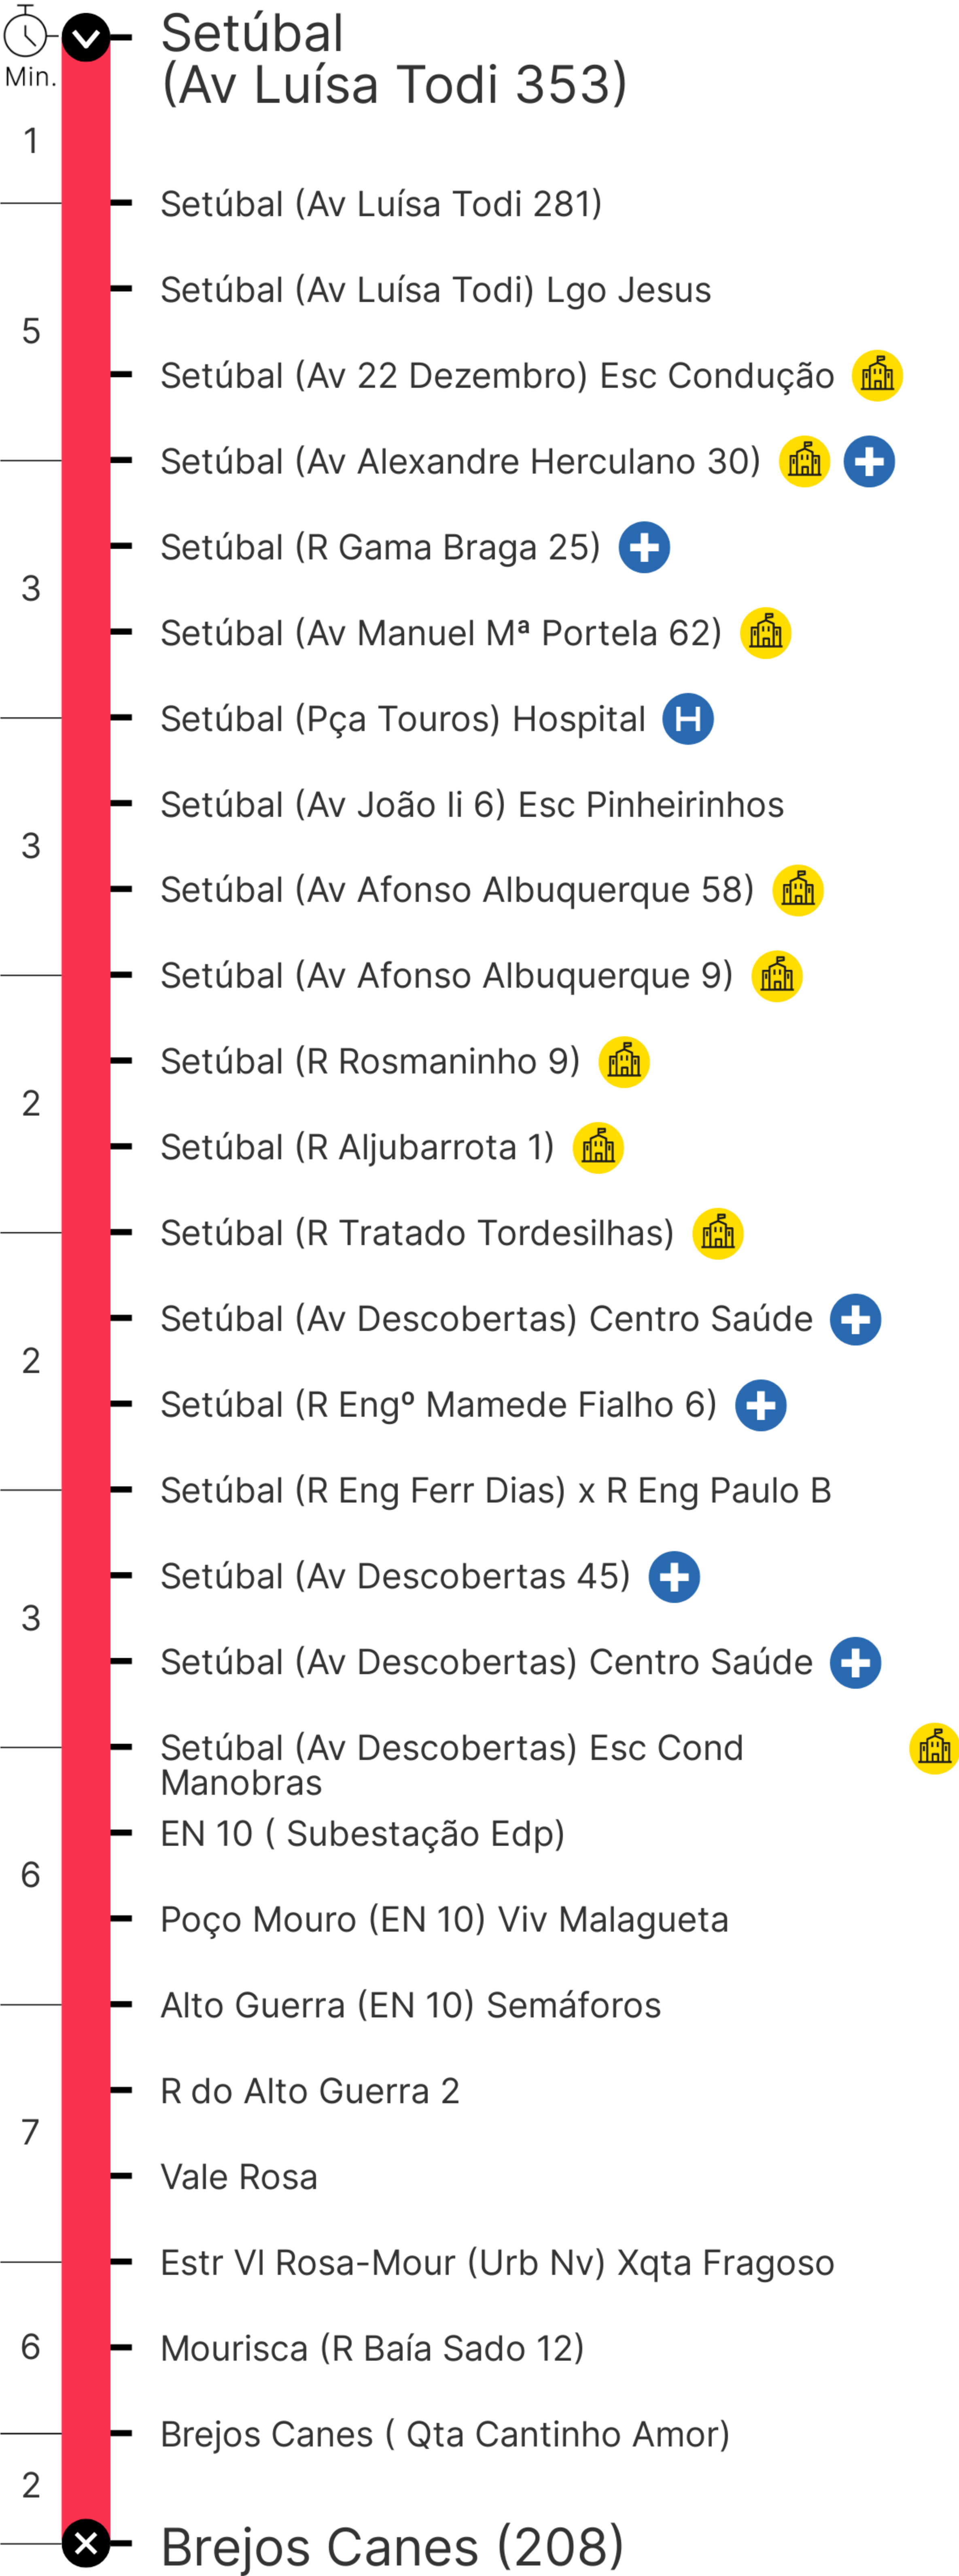 Setúbal
(Av Luísa Todi 353)
Min.
1
Setúbal (Av Luísa Todi 281)
Setúbal (Av Luísa Todi) Lgo Jesus
5
Setúbal (Av 22 Dezembro) Esc Condução
Setúbal (Av Alexandre Herculano 30)
Setúbal (R Gama Braga 25)
3
Setúbal (Av Manuel Mª Portela 62)
Setúbal (Pça Touros) Hospital H
Setúbal (Av João Ii 6) Esc Pinheirinhos
3
Setúbal (Av Afonso Albuquerque 58)
Setúbal (Av Afonso Albuquerque 9)
Setúbal (R Rosmaninho 9)
2
Setúbal (R Aljubarrota 1)
Setúbal (R Tratado Tordesilhas)
Setúbal (Av Descobertas) Centro Saúde
2
Setúbal (R Engº Mamede Fialho 6)
Setúbal (R Eng Ferr Dias) x R Eng Paulo B
Setúbal (Av Descobertas 45)
3
Setúbal (Av Descobertas) Centro Saúde
Setúbal (Av Descobertas) Esc Cond
Manobras
EN 10 ( Subestação Edp)
6
Poço Mouro (EN 10) Viv Malagueta
Alto Guerra (EN 10) Semáforos
R do Alto Guerra 2
7
Vale Rosa
Estr Vl Rosa-Mour (Urb Nv) Xqta Fragoso
6
Mourisca (R Baía Sado 12)
Brejos Canes ( Qta Cantinho Amor)
2
Brejos Canes (208)